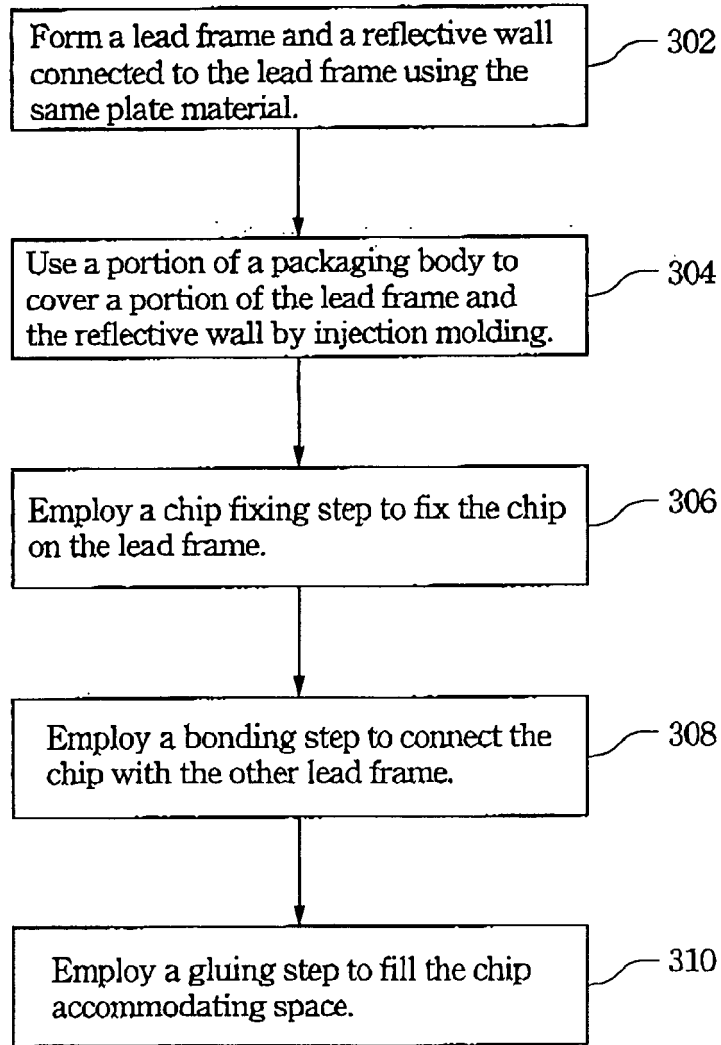 Form a lead frame and a reflective wall
connected to the lead frame using the
same plate material.
302
Use a portion of a packaging body to
cover a portion of the lead frame and
the reflective wall by injection molding.
304
Employ a chip fixing step to fix the chip
on the lead frame.
306
Employ a bonding step to connect the
chip with the other lead frame.
308
Employ a gluing step to fill the chip
accommodating space.
310